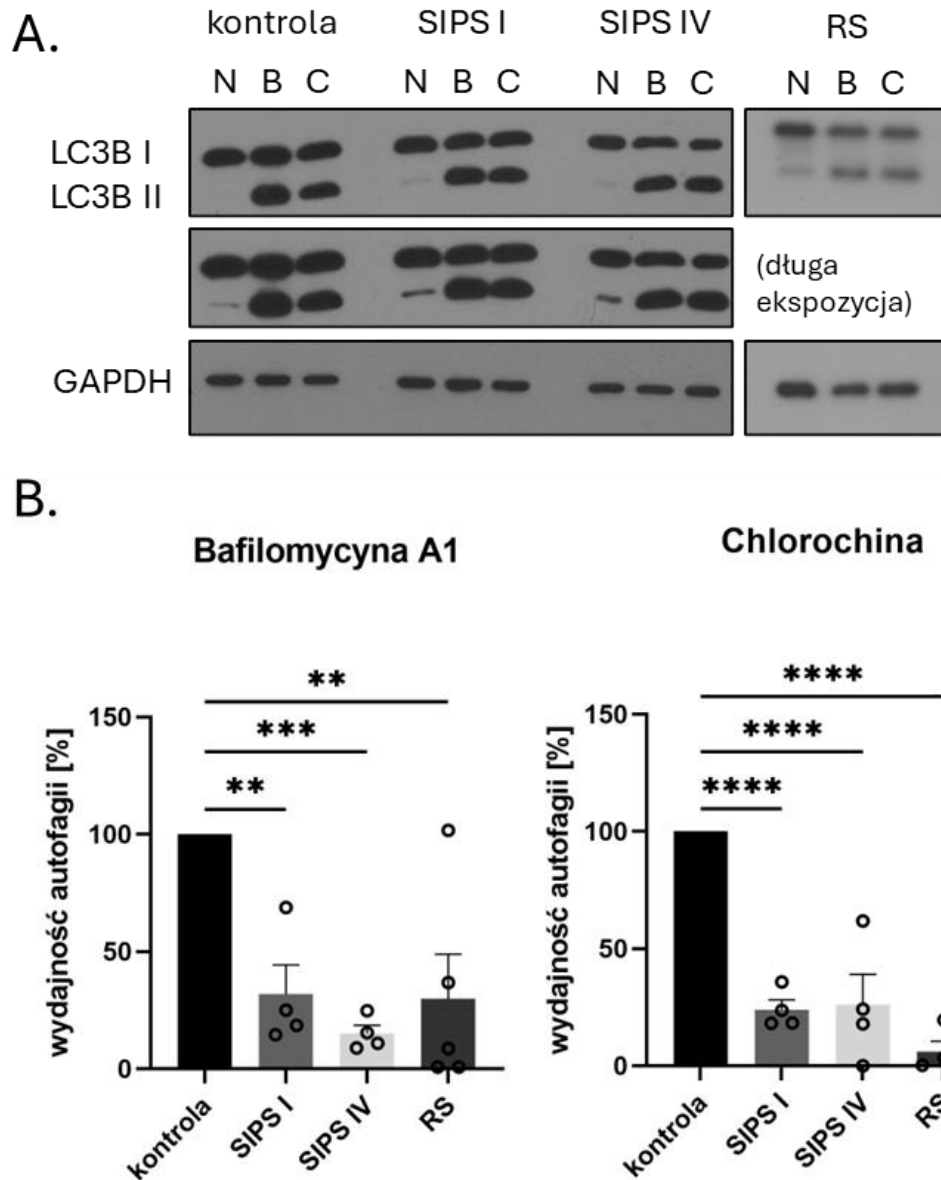 A.
kontrola SIPS I SIPS IV RS
N B C N B C N B C N B C
LC3B I
LC3B II
(długa
ekspozycja)
GAPDH
B.
Bafilomycyna A1
wydajność autofagii [%]
150
100
50
0
** 
***
**
kontrola
SIPS I
SIPS IV
RS
Chlorochina
wydajność autofagii [%]
150
100
50
0
****
****
****
kontrola
SIPS I
SIPS IV
RS